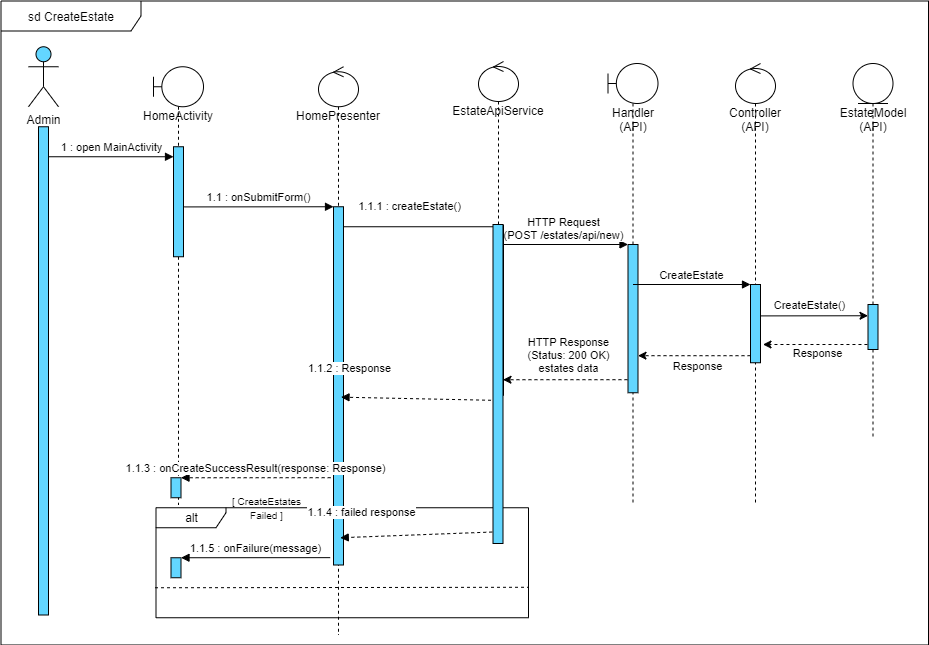 sd CreateEstate
Admin
HomeActivity
HomePresenter
EstateApiService
Handler
(API)
Controller
(API)
EstateModel
(API)
1 : open MainActivity
1.1 : onSubmitForm()
1.1.1 : createEstate()
HTTP Request
(POST /estates/api/new)
CreateEstate
CreateEstate()
Response
Response
HTTP Response
(Status: 200 OK)
estates data
1.1.2 : Response
1.1.3 : onCreateSuccessResult(response: Response)
alt
[ CreateEstates
Failed ]
1.1.4 : failed response
1.1.5 : onFailure(message)